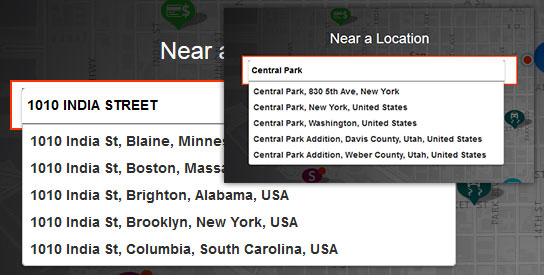 Near a
1010 INDIA STREET
1010 India St, Blaine, Minnes
1010 India St, Boston, Massa
1010 India St, Brighton, Alabama, USA
1010 India St, Brooklyn, New York, USA
1010 India St, Columbia, South Carolina, USA
Near a Location
Central Park
Central Park, 830 5th Ave, New York
Central Park, New York, United States
Central Park, Washington, United States
Central Park Addition, Davis County, Utah, United States
Central Park Addition, Weber County, Utah, United States
S
PARK
14TH ST